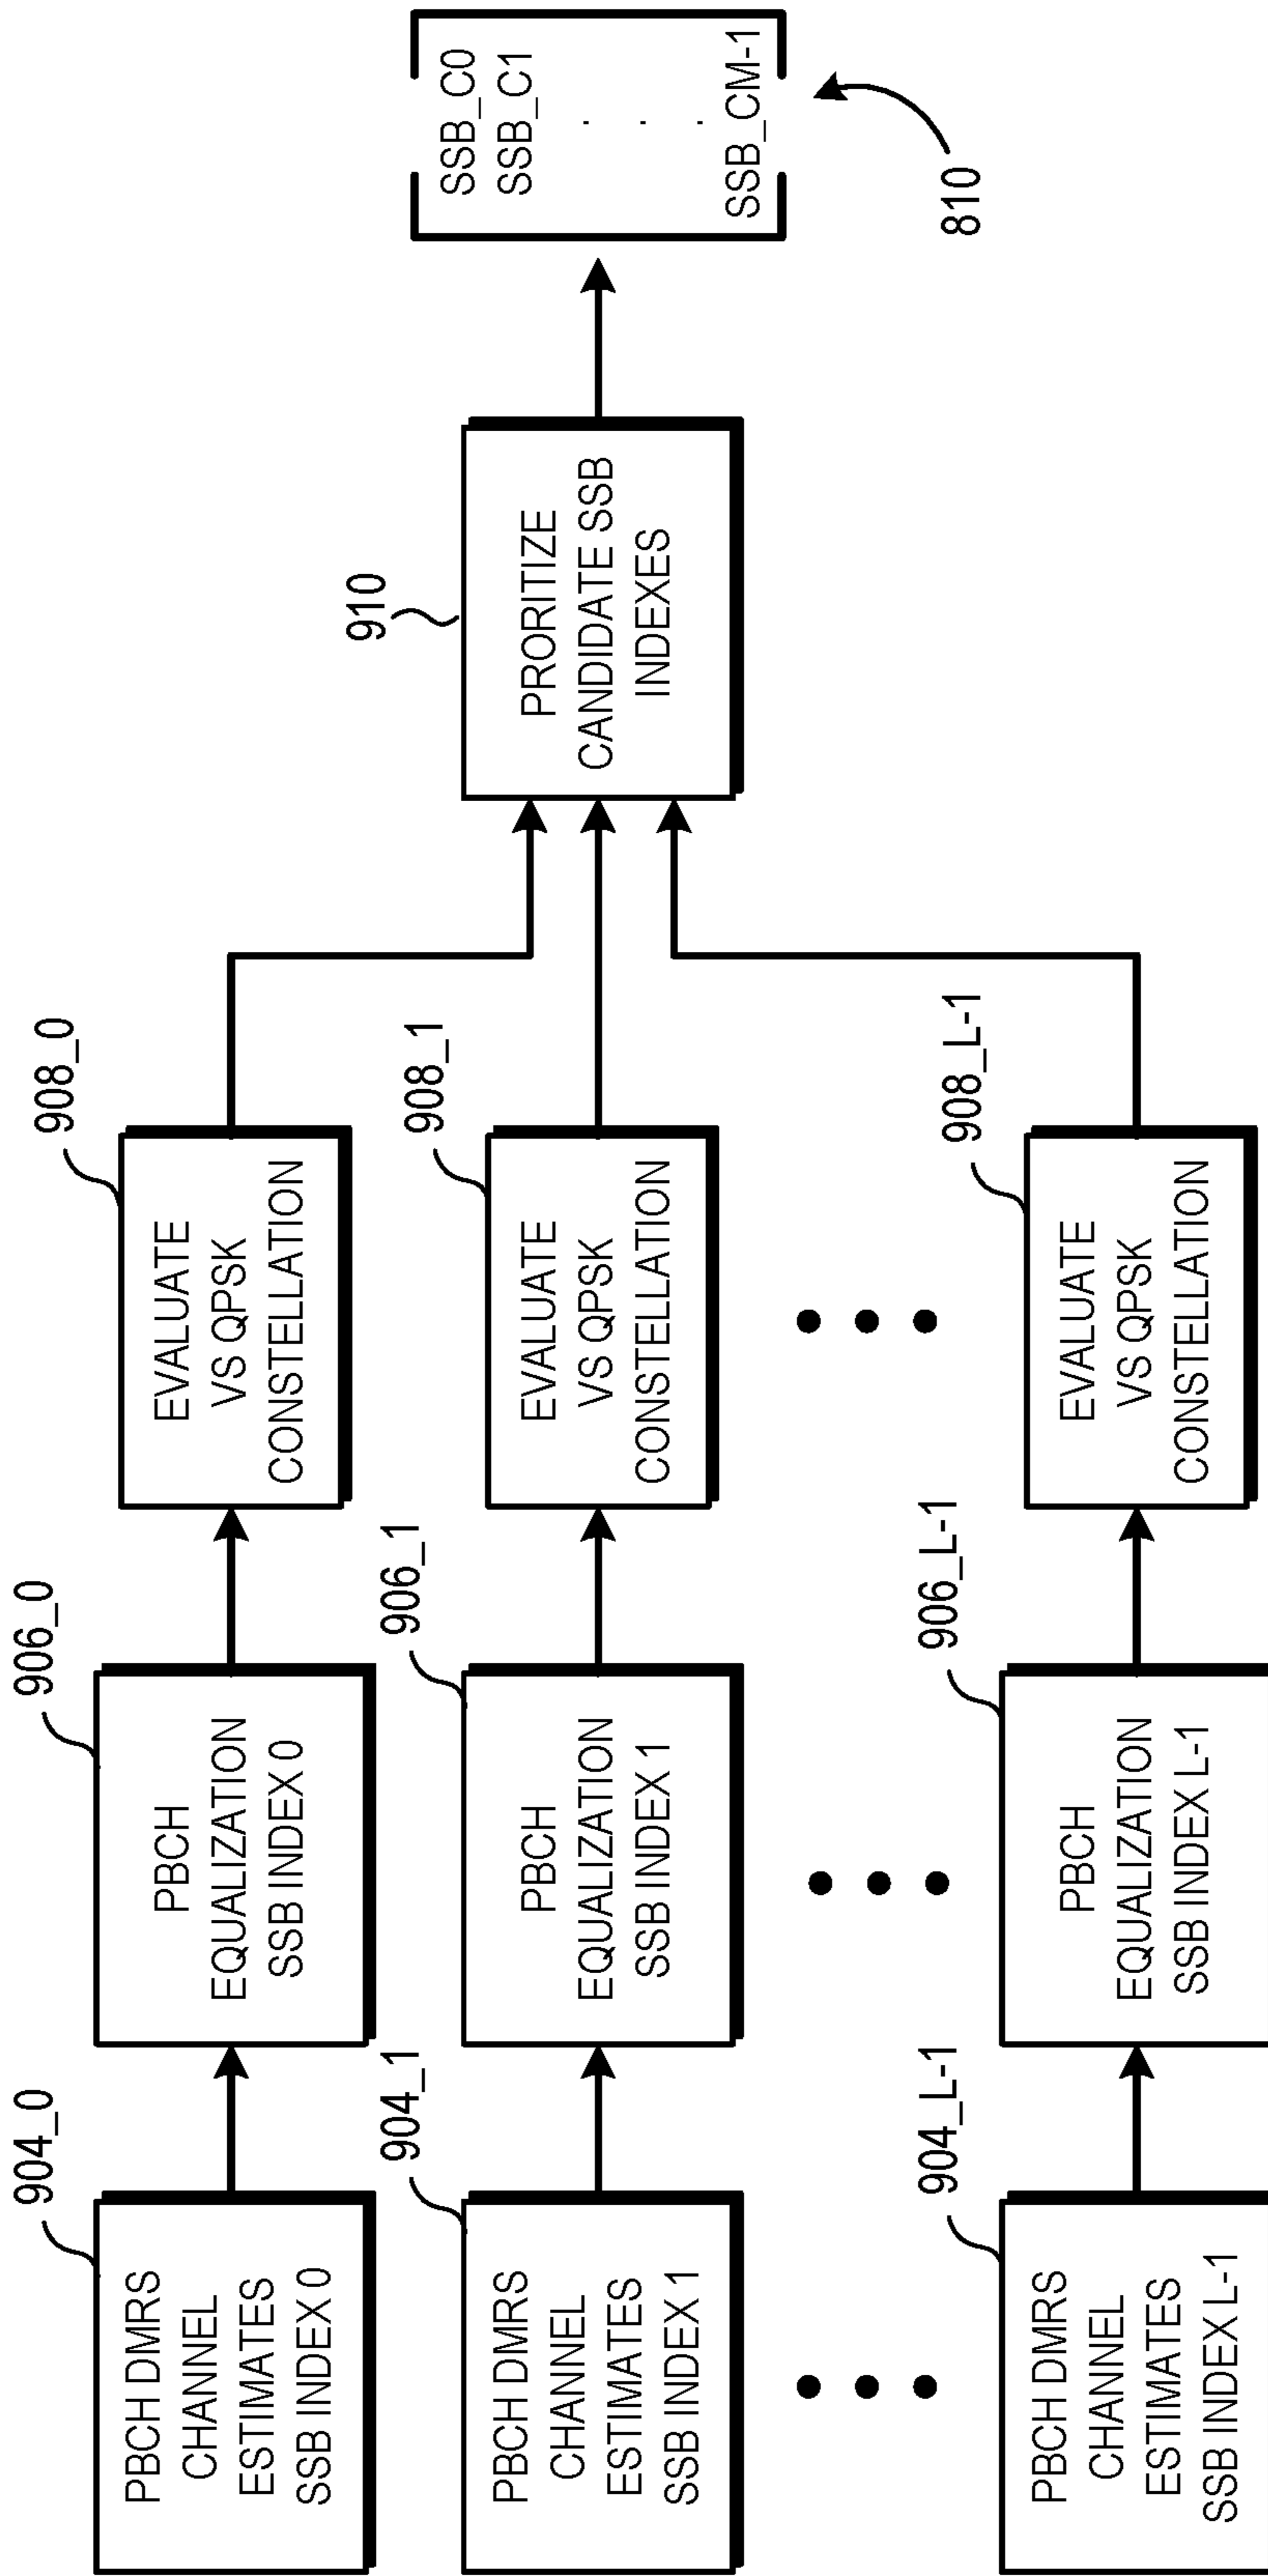 904_0
PBCH DMRS
CHANNEL
ESTIMATES
SSB INDEX 0
906_0
PBCH
EQUALIZATION
SSB INDEX 0
908_0
EVALUATE
VS QPSK
CONSTELLATION
904_1
PBCH DMRS
CHANNEL
ESTIMATES
SSB INDEX 1
906_1
PBCH
EQUALIZATION
SSB INDEX 1
908_1
EVALUATE
VS QPSK
CONSTELLATION
904_L-1
PBCH DMRS
CHANNEL
ESTIMATES
SSB INDEX L-1
906_L-1
PBCH
EQUALIZATION
SSB INDEX L-1
908_L-1
EVALUATE
VS QPSK
CONSTELLATION
910
PRORITIZE
CANDIDATE SSB
INDEXES
SSB_C0
SSB_C1
.
.
.
SSB_CM-1
810